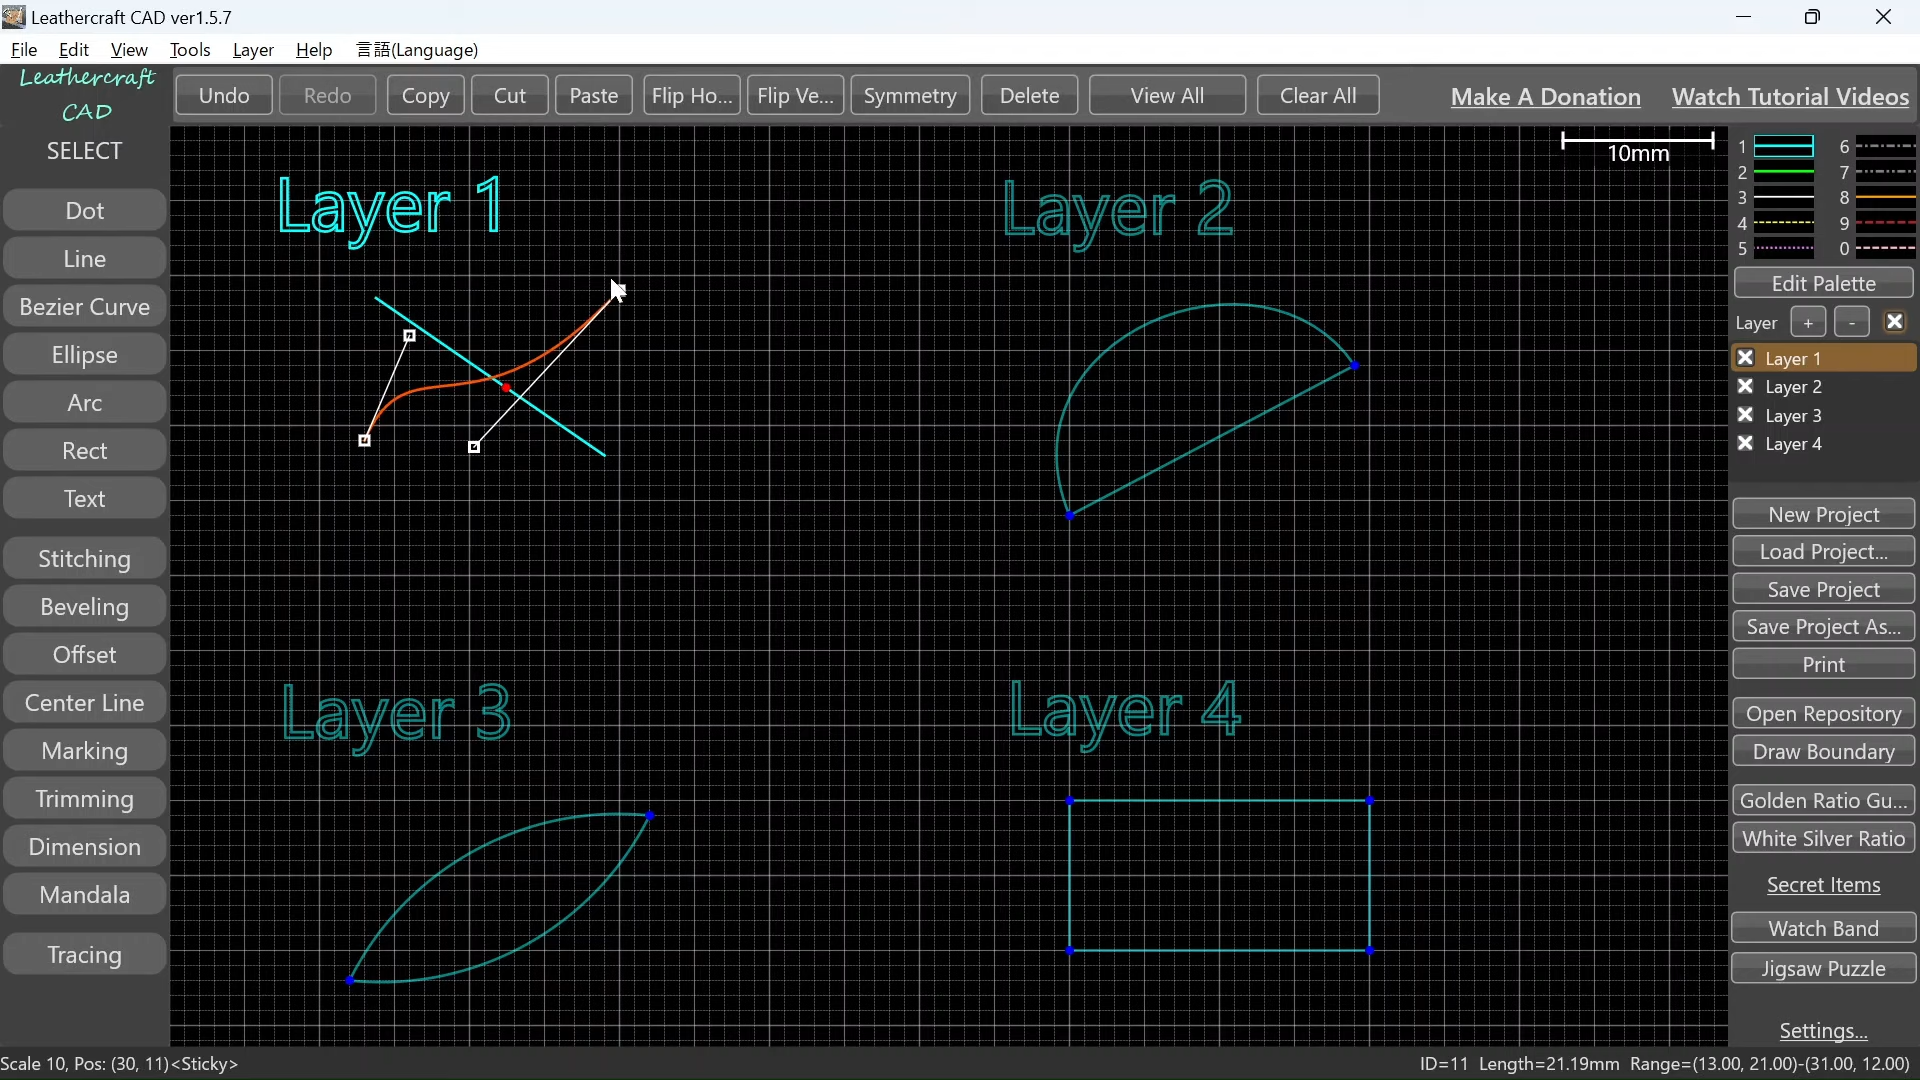 Leathercraft CAD ver1.5.7
File Edit View Tools Layer Help 言語(Language)
Leathercraft
CAD
Undo Redo Copy Cut Paste Flip Ho... Flip Ve... Symmetry Delete View All Clear All Make A Donation Watch Tutorial Videos
SELECT
Dot
Line
Bezier Curve
Ellipse
Arc
Rect
Text
Stitching
Beveling
Offset
Center Line
Marking
Trimming
Dimension
Mandala
Tracing
10mm
Layer 1
Layer 2
Layer 3
Layer 4
1 6
2 7
3 8
4 9
5 0
Edit Palette
Layer + -
Layer 1
Layer 2
Layer 3
Layer 4
New Project
Load Project...
Save Project
Save Project As...
Print
Open Repository
Draw Boundary
Golden Ratio Gu...
White Silver Ratio
Secret Items
Watch Band
Jigsaw Puzzle
Settings...
Scale 10, Pos: (30, 11)<Sticky>
ID=11 Length=21.19mm Range=(13.00, 21.00)-(31.00, 12.00)